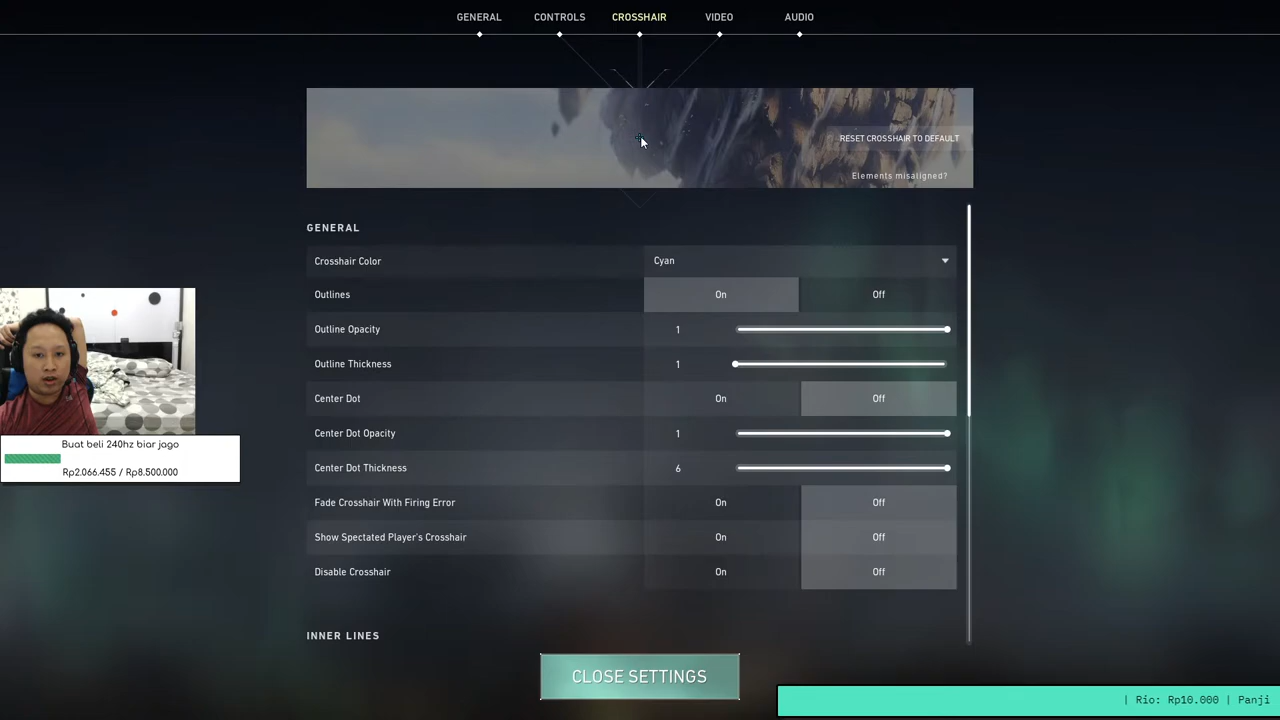 GENERAL CONTROLS CROSSHAIR VIDEO AUDIO
RESET CROSSHAIR TO DEFAULT
Elements misaligned?
GENERAL
Crosshair Color Cyan
Outlines On Off
Outline Opacity 1
Outline Thickness 1
Center Dot On Off
Center Dot Opacity 1
Center Dot Thickness 6
Fade Crosshair With Firing Error On Off
Show Spectated Player's Crosshair On Off
Disable Crosshair On Off
INNER LINES
CLOSE SETTINGS
Buat beli 240hz biar jago
Rp2.066.455 / Rp8.500.000
| Rio: Rp10.000 | Panji